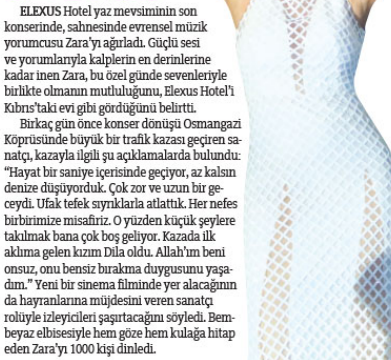 ELEXUS Hotel yaz mevsiminin son
konserinde, sahnesinde evrensel müzik
yorumcusu Zara'yı ağırladı. Güçlü sesi
ve yorumlarıyla kalplerin en derinlerine
kadar inen Zara, bu özel günde sevenleriyle
birlikte olmanın mutluluğunu, Elexus Hotel'i
Kıbrıs'taki evi gibi gördüğünü belirtti.
Birkaç gün önce konser dönüşü Osmangazi
Köprüsünde büyük bir trafik kazası geçiren sa-
natçı, kazayla ilgili şu açıklamalarda bulundu:
"Hayat bir saniye içerisinde geçiyor, az kalsın
denize düşüyorduk. Çok zor ve uzun bir ge-
ceydi. Ufak tefek sıyrıklarla atlattık. Her nefes
birbirimize misafiriz. O yüzden küçük şeylere
takılmak bana çok boş geliyor. Kazada ilk
aklıma gelen kızım Dila oldu. Allah'ım beni
onsuz, onu bensiz bırakma duygusunu yaşa-
dım." Yeni bir sinema filminde yer alacağının
da hayranlarına müjdesini veren sanatçı
rolüyle izleyicileri şaşırtacağını söyledi. Bem-
beyaz elbisesiyle hem göze hem kulağa hitap
eden Zara'yı 1000 kişi dinledi.